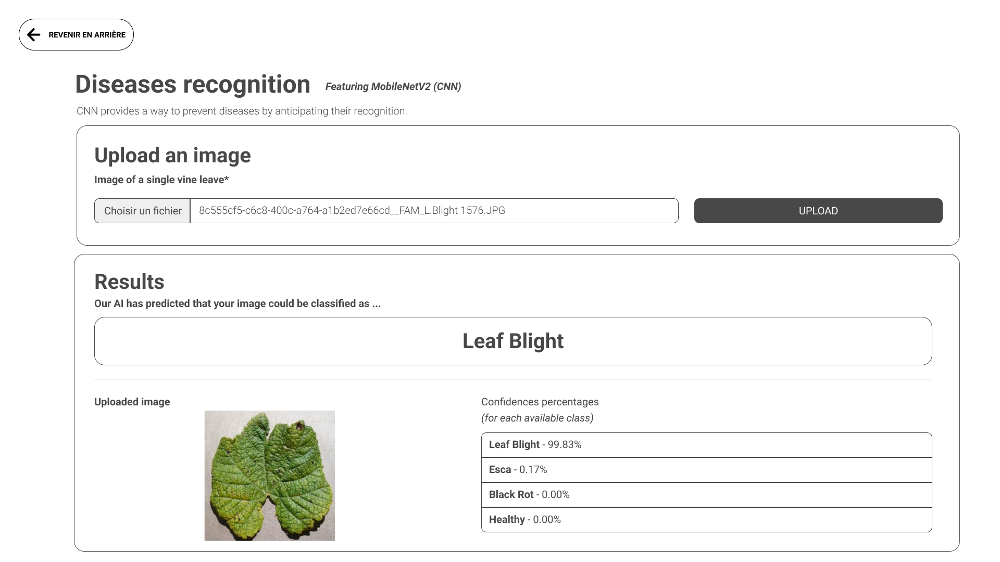 REVENIR EN ARRIÈRE
Diseases recognition Featuring MobileNetV2 (CNN)
CNN provides a way to prevent diseases by anticipating their recognition.
Upload an image
Image of a single vine leave*
Choisir un fichier 8c555cf5-c6c8-400c-a764-a1b2ed7e66cd__FAM_L.Blight 1576.JPG UPLOAD
Results
Our AI has predicted that your image could be classified as ...
Leaf Blight
Uploaded image
Confidences percentages
(for each available class)
Leaf Blight - 99.83%
Esca - 0.17%
Black Rot - 0.00%
Healthy - 0.00%